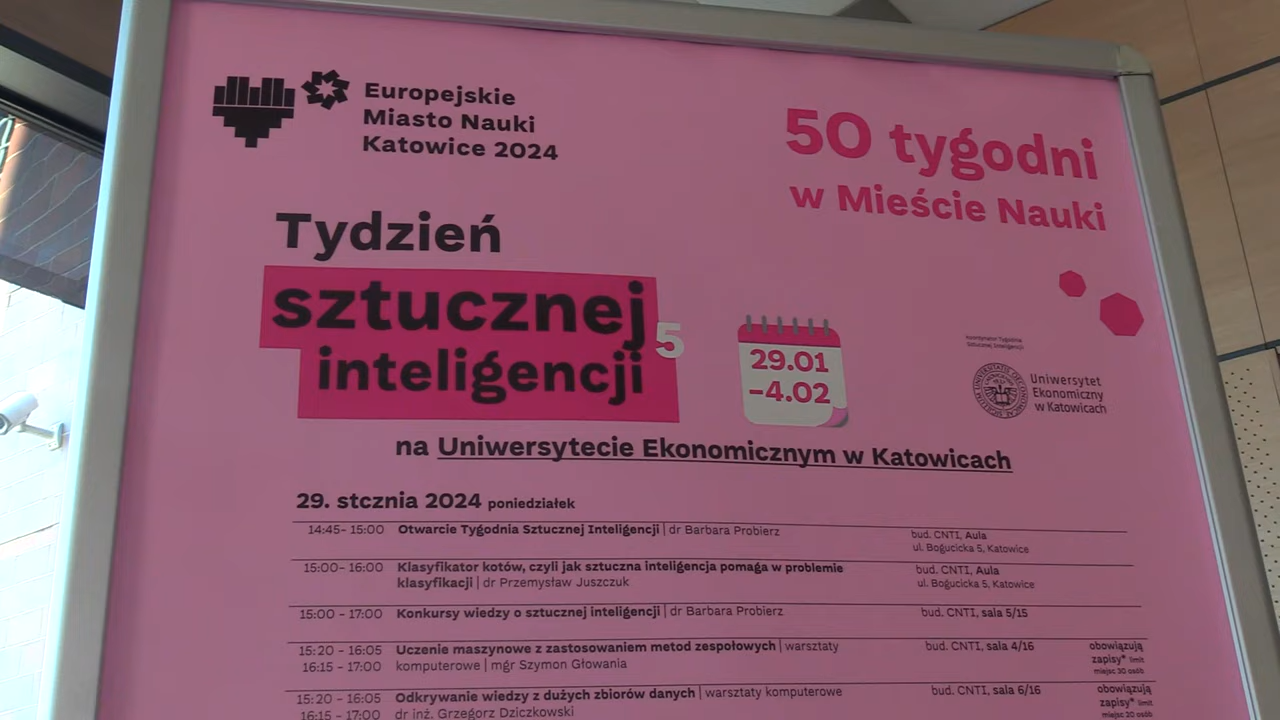 Europejskie
Miasto Nauki
Katowice 2024
50 tygodni
w Mieście Nauki
Tydzień
sztucznej
inteligencji
5
29.01
–4.02
koordynator Tygodnia
Sztucznej Inteligencji
Uniwersytet
Ekonomiczny
w Katowicach
na Uniwersytecie Ekonomicznym w Katowicach
29. stcznia 2024 poniedziałek
14:45– 15:00 Otwarcie Tygodnia Sztucznej Inteligencji | dr Barbara Probierz bud. CNTI, Aula
ul. Bogucicka 5, Katowice
15:00– 16:00 Klasyfikator kotów, czyli jak sztuczna inteligencja pomaga w problemie bud. CNTI, Aula
klasyfikacji | dr Przemysław Juszczuk ul. Bogucicka 5, Katowice
15:00 – 17:00 Konkursy wiedzy o sztucznej inteligencji | dr Barbara Probierz bud. CNTI, sala 5/15
15:20 – 16:05 Uczenie maszynowe z zastosowaniem metod zespołowych | warsztaty bud. CNTI, sala 4/16 obowiązują
16:15 – 17:00 komputerowe | mgr Szymon Głowania zapisy* limit
miejsc 30 osób
15:20 – 16:05 Odkrywanie wiedzy z dużych zbiorów danych | warsztaty komputerowe bud. CNTI, sala 6/16 obowiązują
16:15 – 17:00 dr inż. Grzegorz Dziczkowski zapisy* limit
miejsc 20 osób